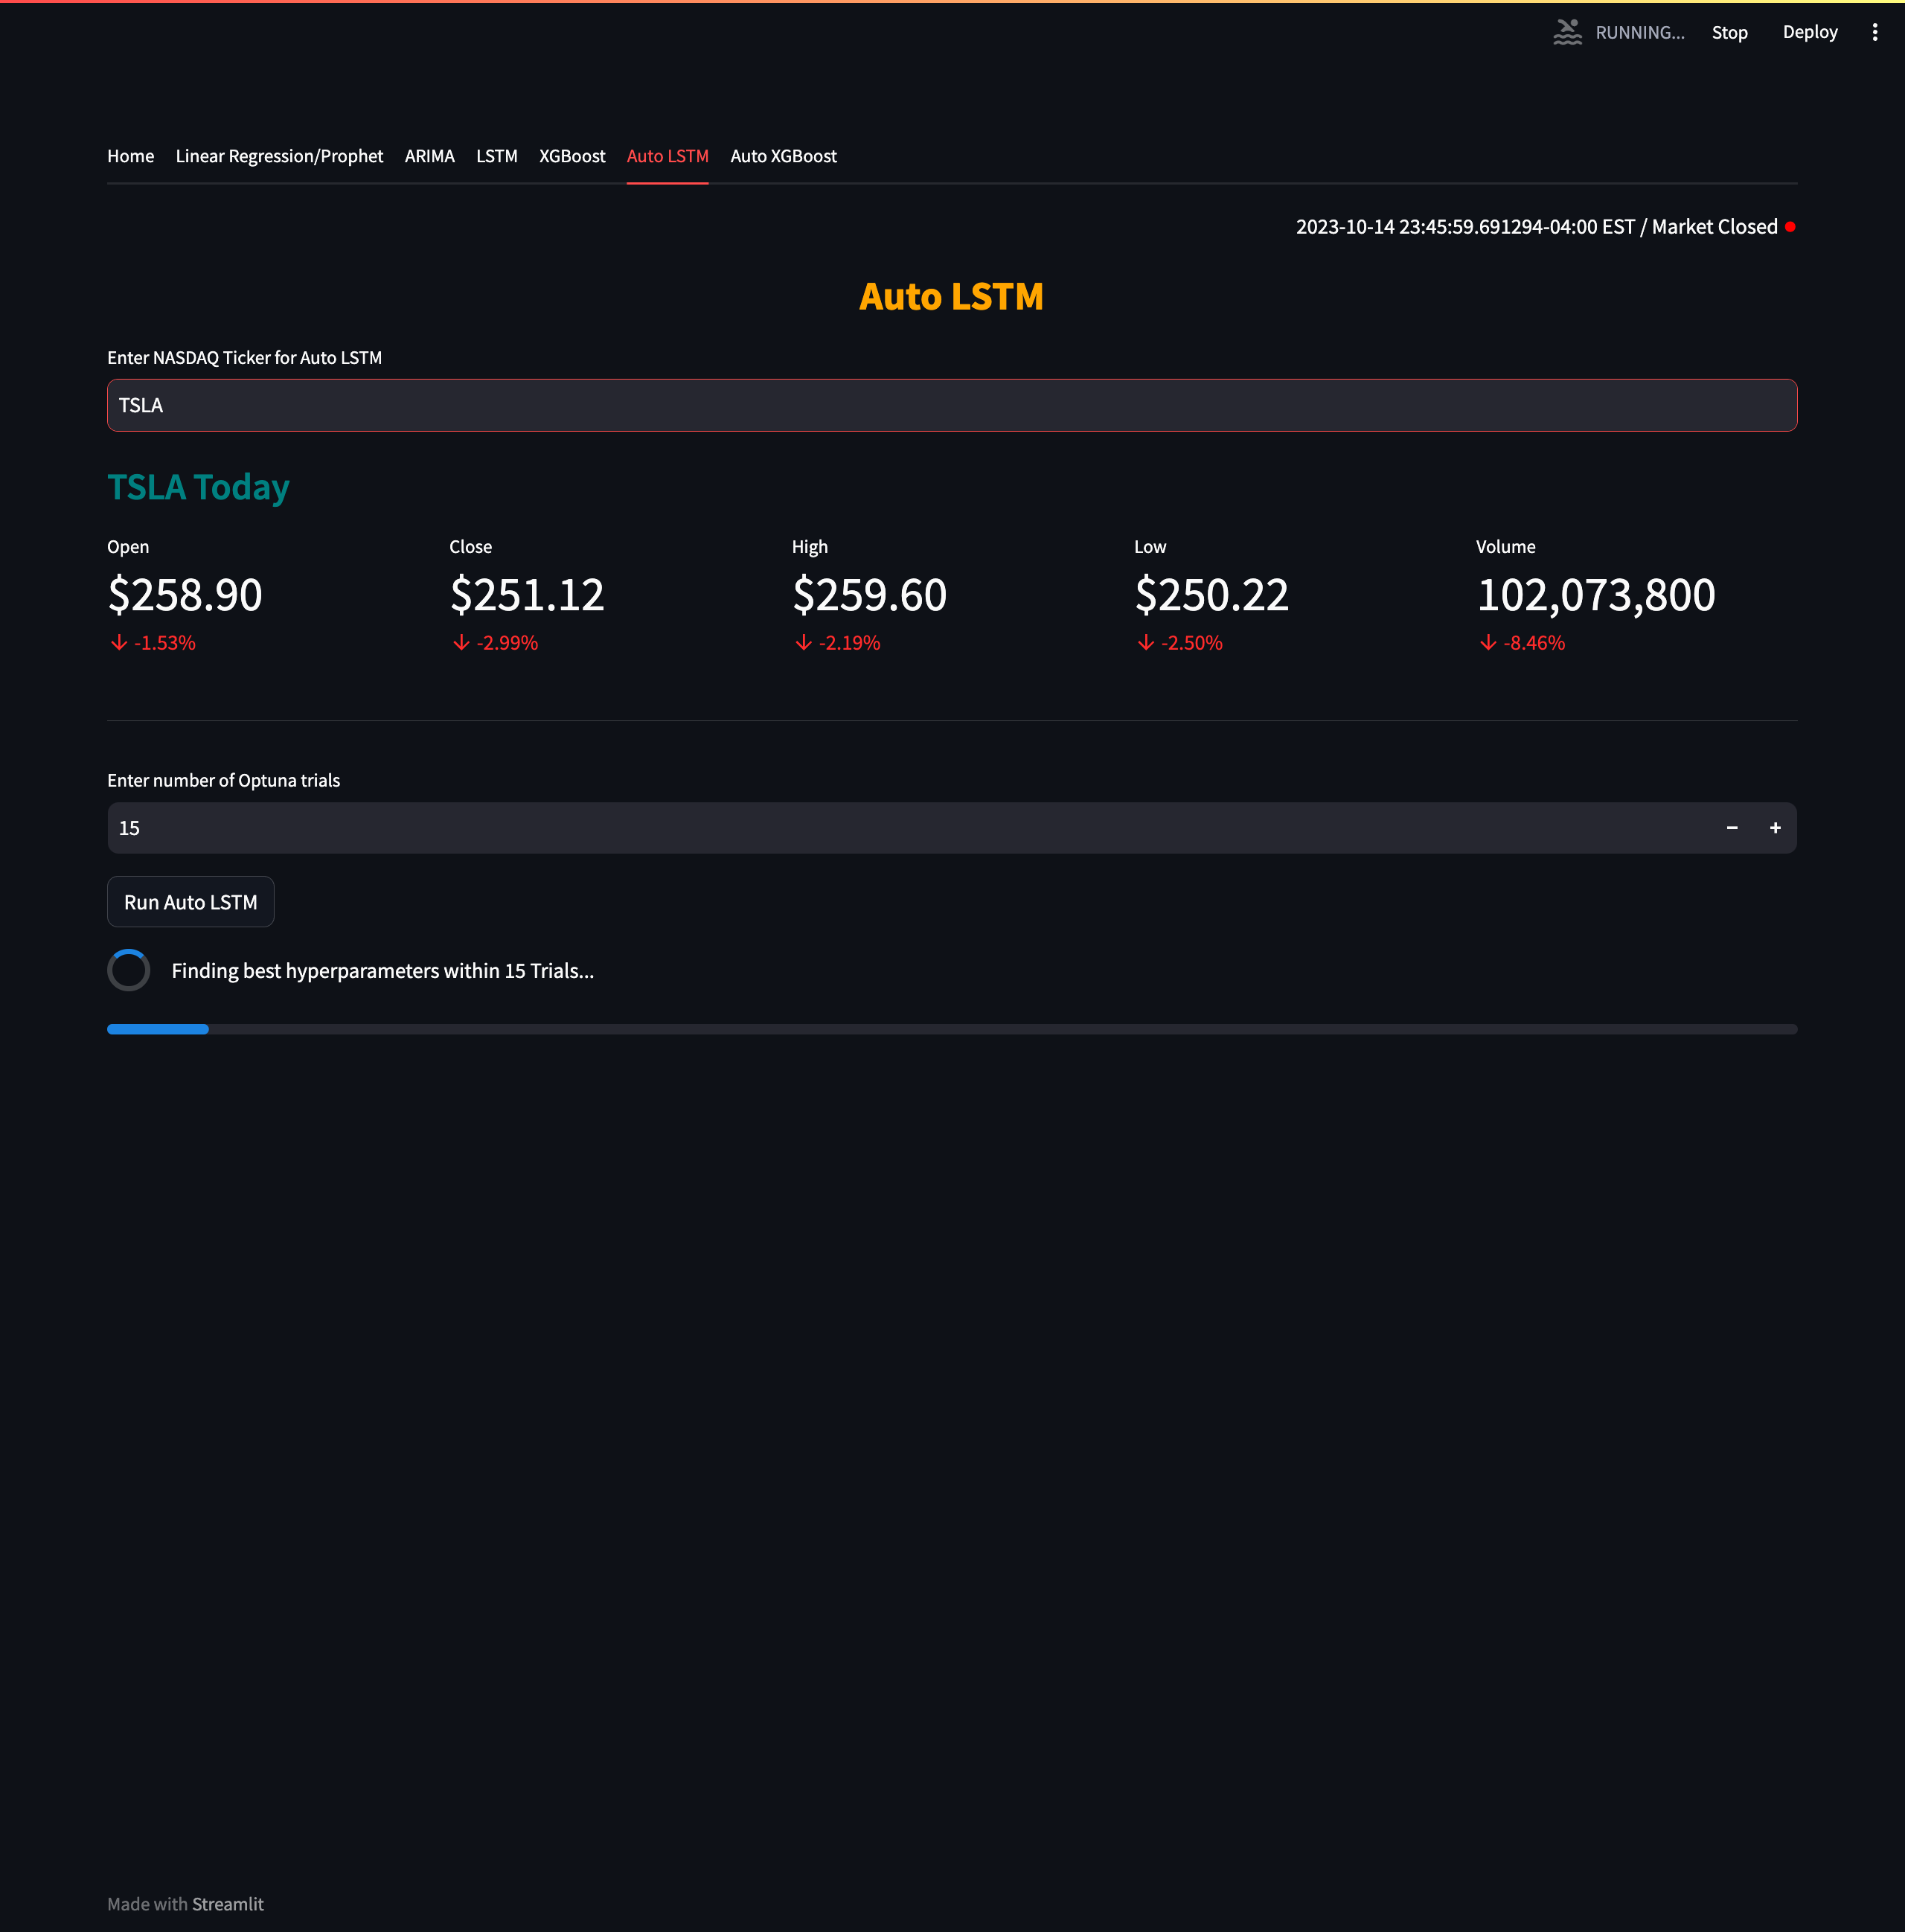 RUNNING... Stop Deploy
Home Linear Regression/Prophet ARIMA LSTM XGBoost Auto LSTM Auto XGBoost
2023-10-14 23:45:59.691294-04:00 EST / Market Closed
Auto LSTM
Enter NASDAQ Ticker for Auto LSTM
TSLA
TSLA Today
Open Close High Low Volume
$258.90 $251.12 $259.60 $250.22 102,073,800
-1.53% -2.99% -2.19% -2.50% -8.46%
Enter number of Optuna trials
15
Run Auto LSTM
Finding best hyperparameters within 15 Trials...
Made with Streamlit